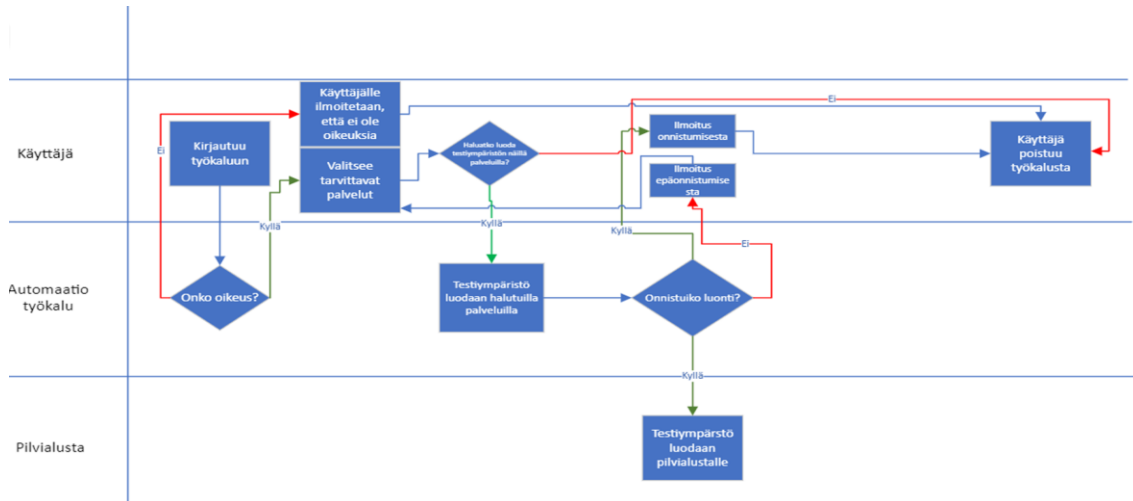 Käyttäjä
Kirjautuu
työkaluun
Ei
Käyttäjälle
ilmoitetaan,
että ei ole
oikeuksia
Valitsee
tarvittavat
palvelut
Kyllä
Haluatko luoda
testiympäristön näillä
palveluilla?
Ei
Kyllä
Ilmoitus
onnistumisesta
Ilmoitus
epäonnistumise
sta
Käyttäjä
poistuu
työkalusta
Automaatio
työkalu
Onko oikeus?
Testiympäristö
luodaan halutuilla
palveluilla
Onnistuiko luonti?
Kyllä
Ei
Kyllä
Pilvialusta
Testiympärstö
luodaan
pilvialustalle